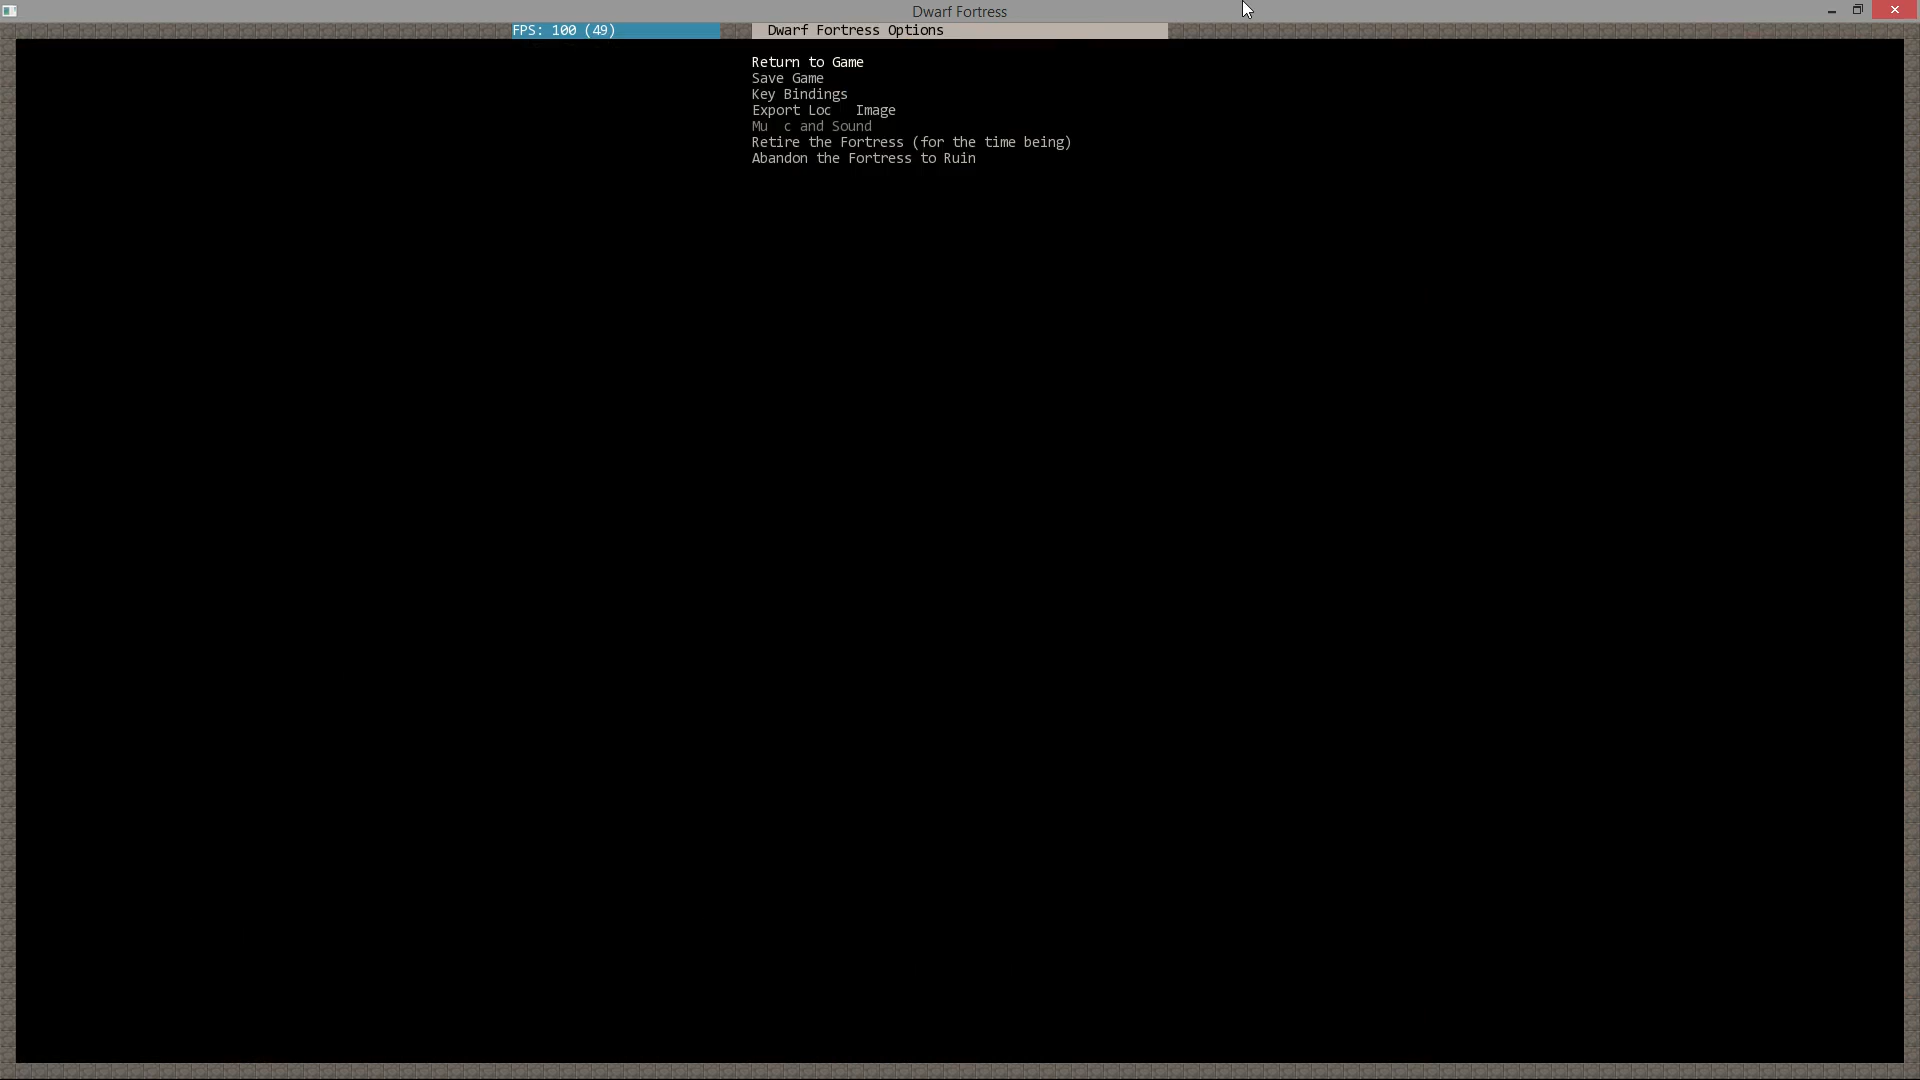 Dwarf Fortress
FPS: 100 (49)
Dwarf Fortress Options
Return to Game
Save Game
Key Bindings
Export Loc   Image
Mu  c and Sound
Retire the Fortress (for the time being)
Abandon the Fortress to Ruin